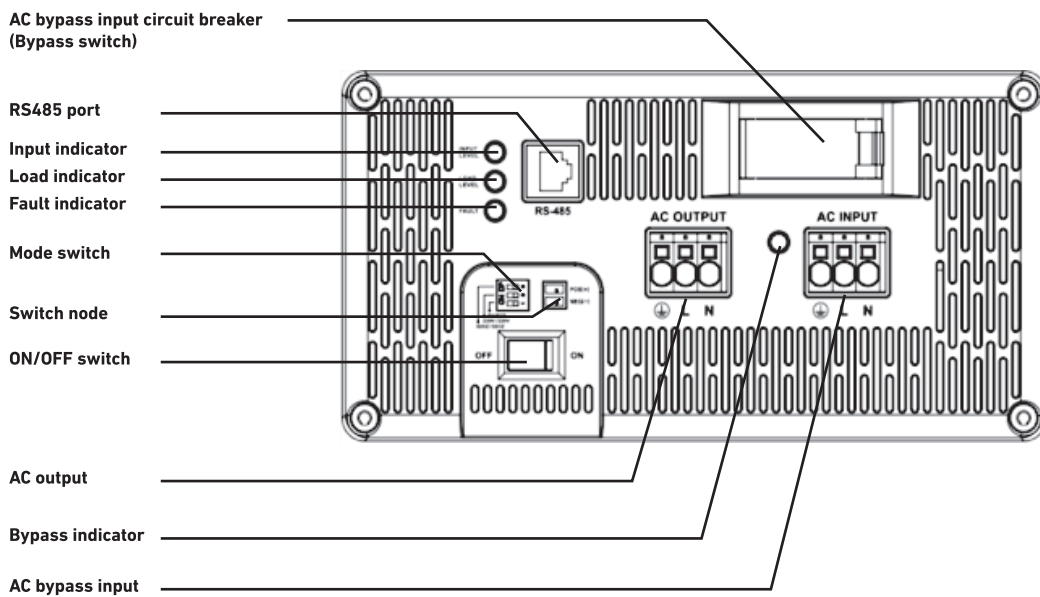 AC bypass input circuit breaker
(Bypass switch)
RS485 port
Input indicator
Load indicator
Fault indicator
Mode switch
Switch node
ON/OFF switch
AC output
Bypass indicator
AC bypass input
INPUT
LEVEL
LOAD
LEVEL
FAULT
RS-485
AC OUTPUT
AC INPUT
L N
L N
OFF
ON